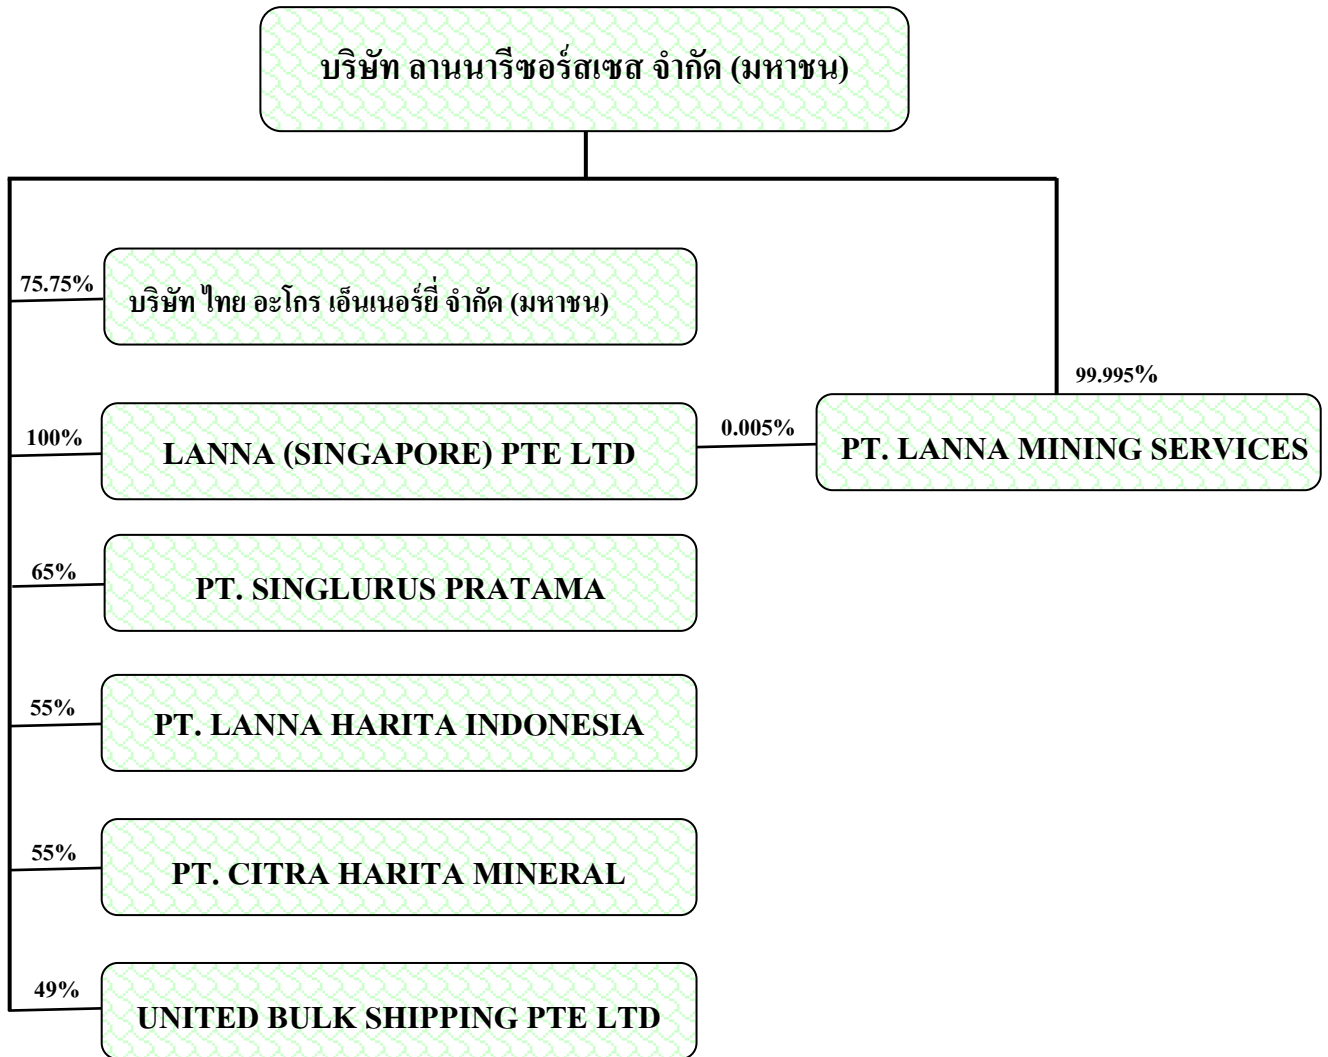 บริษัท ลานนารีซอร์สเซส จำกัด (มหาชน)
75.75%
บริษัท ไทย อะโกร เอ็นเนอร์ยี่ จำกัด (มหาชน)
99.995%
100%
LANNA (SINGAPORE) PTE LTD
0.005%
PT. LANNA MINING SERVICES
65%
PT. SINGLURUS PRATAMA
55%
PT. LANNA HARITA INDONESIA
55%
PT. CITRA HARITA MINERAL
49%
UNITED BULK SHIPPING PTE LTD